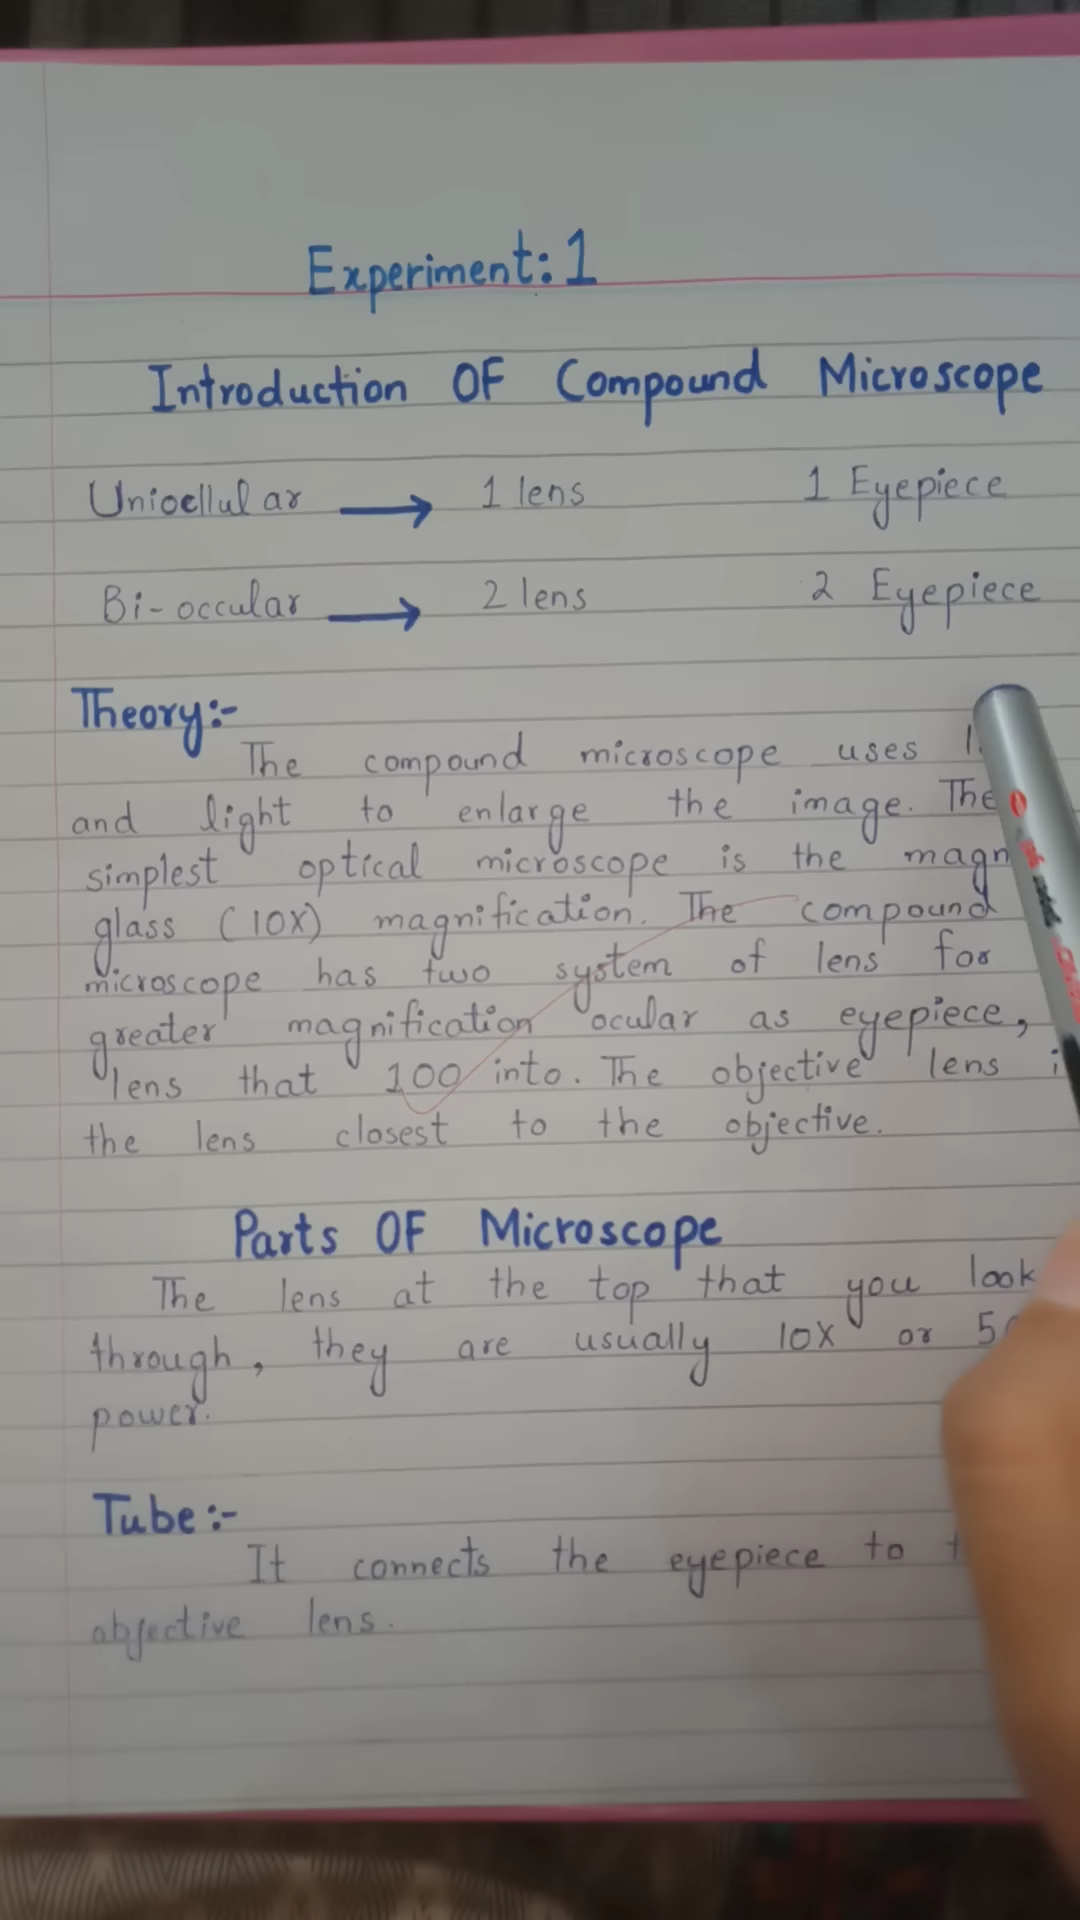 Experiment: 1
Introduction OF Compound Microscope
Unicellular → 1 lens 1 Eyepiece
Bi-occular → 2 lens 2 Eyepiece
Theory:-
The compound microscope uses
and light to enlarge the image. The
simplest optical microscope is the magn
glass (10X) magnification. The compound
microscope has two system of lens for
greater magnification ocular as eyepiece,
lens that 100 into. The objective lens i
the lens closest to the objective.
Parts OF Microscope
The lens at the top that you look
through, they are usually 10X or
power.
Tube:-
It connects the eyepiece to
objective lens.